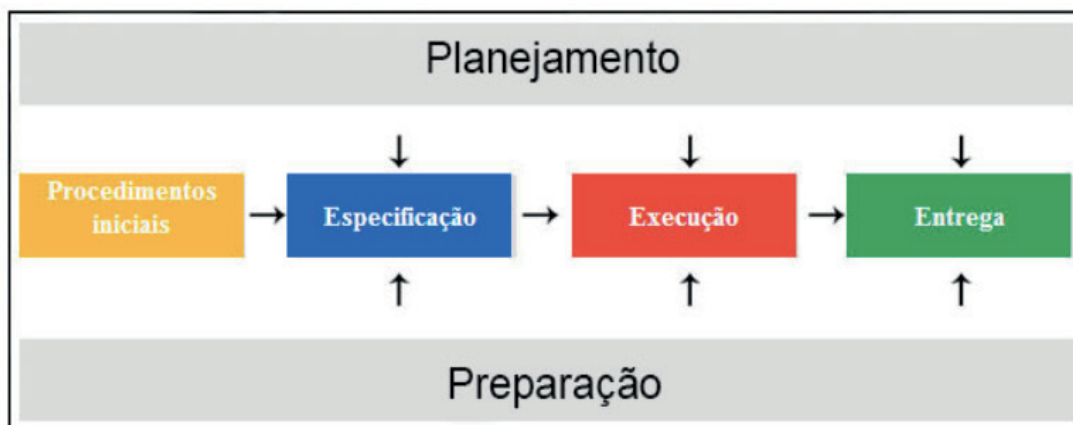 Planejamento
Procedimentos
iniciais
Especificação
Execução
Entrega
Preparação